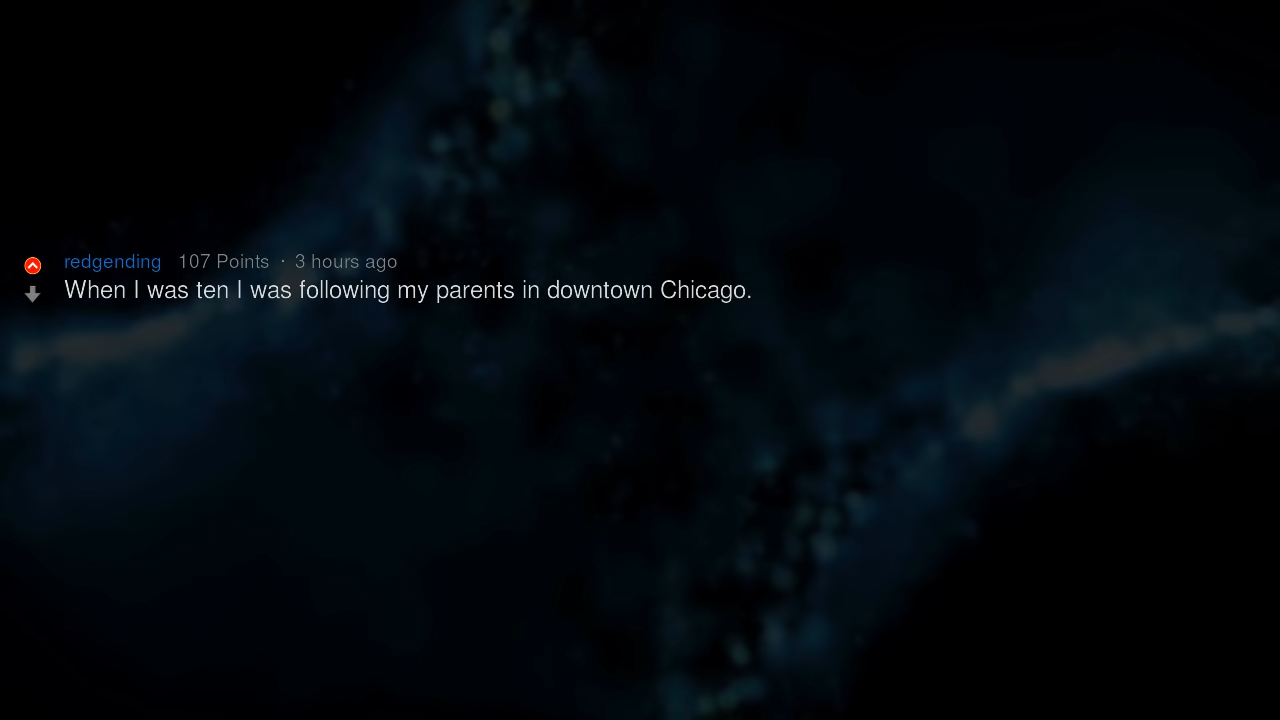 redgending 107 Points · 3 hours ago
When I was ten I was following my parents in downtown Chicago.